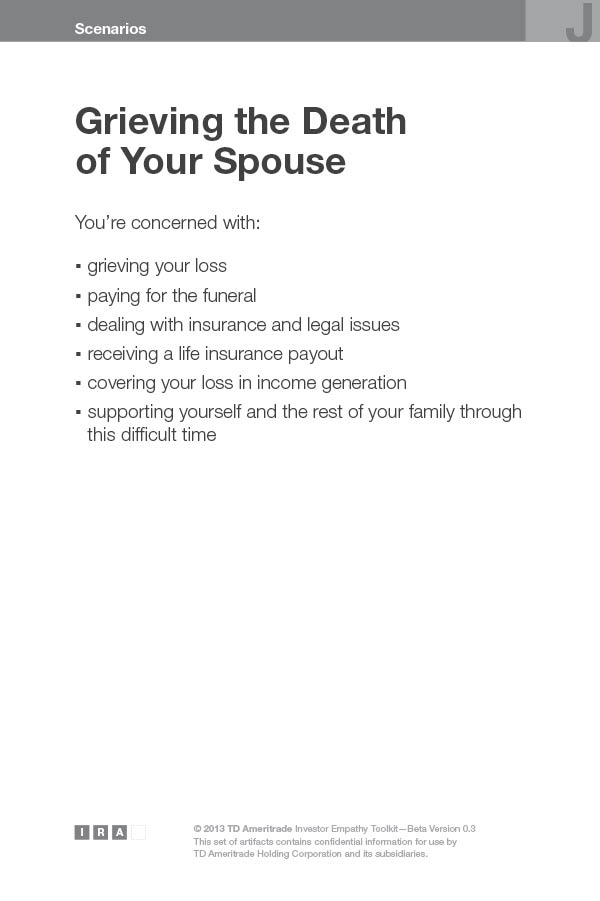 Scenarios
J
Grieving the Death
of Your Spouse
You’re concerned with:
▪ grieving your loss
▪ paying for the funeral
▪ dealing with insurance and legal issues
▪ receiving a life insurance payout
▪ covering your loss in income generation
▪ supporting yourself and the rest of your family through
this difficult time
I R A
© 2013 TD Ameritrade Investor Empathy Toolkit—Beta Version 0.3
This set of artifacts contains confidential information for use by
TD Ameritrade Holding Corporation and its subsidiaries.